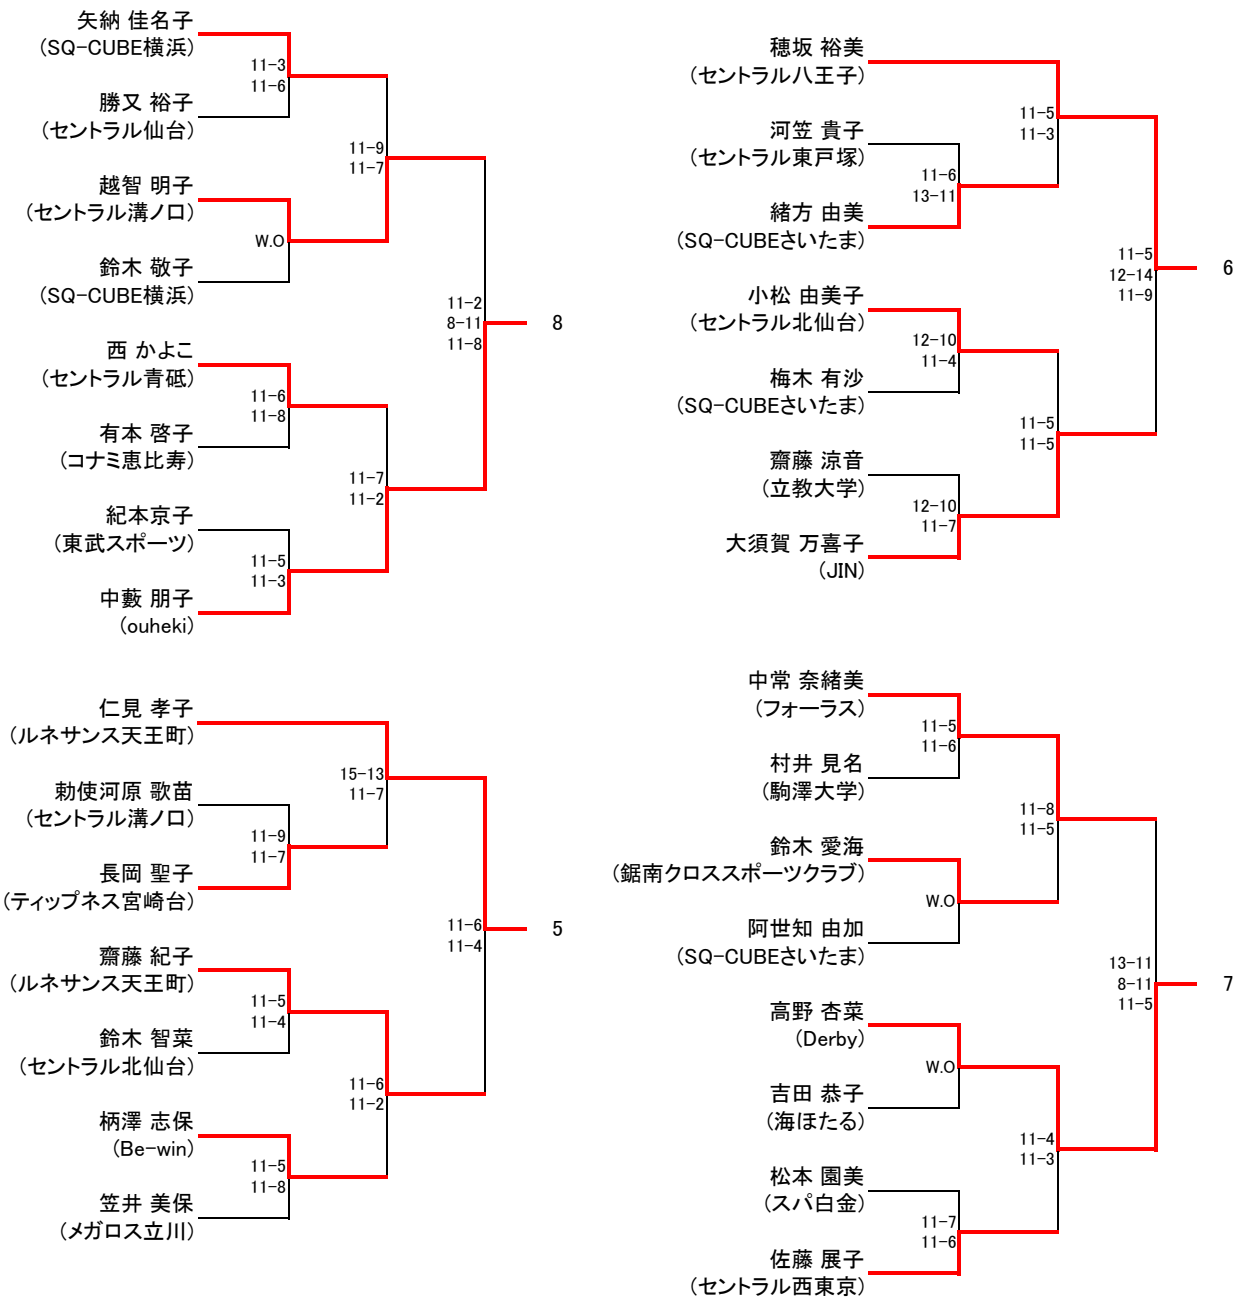 矢納 佳名子
(SQ-CUBE横浜)
11-3
11-6
勝又 裕子
(セントラル仙台)
11-9
11-7
越智 明子
(セントラル溝ノ口)
W.O
鈴木 敬子
(SQ-CUBE横浜)
11-2
8-11
11-8
8
西 かよこ
(セントラル青砥)
11-6
11-8
有本 啓子
(コナミ恵比寿)
11-7
11-2
紀本京子
(東武スポーツ)
11-5
11-3
中藪 朋子
(ouheki)
穂坂 裕美
(セントラル八王子)
11-5
11-3
河笠 貴子
(セントラル東戸塚)
11-6
13-11
緒方 由美
(SQ-CUBEさいたま)
11-5
12-14
11-9
6
小松 由美子
(セントラル北仙台)
12-10
11-4
梅木 有沙
(SQ-CUBEさいたま)
11-5
11-5
齋藤 涼音
(立教大学)
12-10
11-7
大須賀 万喜子
(JIN)
仁見 孝子
(ルネサンス天王町)
15-13
11-7
勅使河原 歌苗
(セントラル溝ノ口)
11-9
11-7
長岡 聖子
(ティップネス宮崎台)
11-6
11-4
5
齋藤 紀子
(ルネサンス天王町)
11-5
11-4
鈴木 智菜
(セントラル北仙台)
11-6
11-2
柄澤 志保
(Be-win)
11-5
11-8
笠井 美保
(メガロス立川)
中常 奈緒美
(フォーラス)
11-5
11-6
村井 見名
(駒澤大学)
11-8
11-5
鈴木 愛海
(鋸南クロススポーツクラブ)
W.O
阿世知 由加
(SQ-CUBEさいたま)
13-11
8-11
11-5
7
高野 杏菜
(Derby)
W.O
吉田 恭子
(海ほたる)
11-4
11-3
松本 園美
(スパ白金)
11-7
11-6
佐藤 展子
(セントラル西東京)